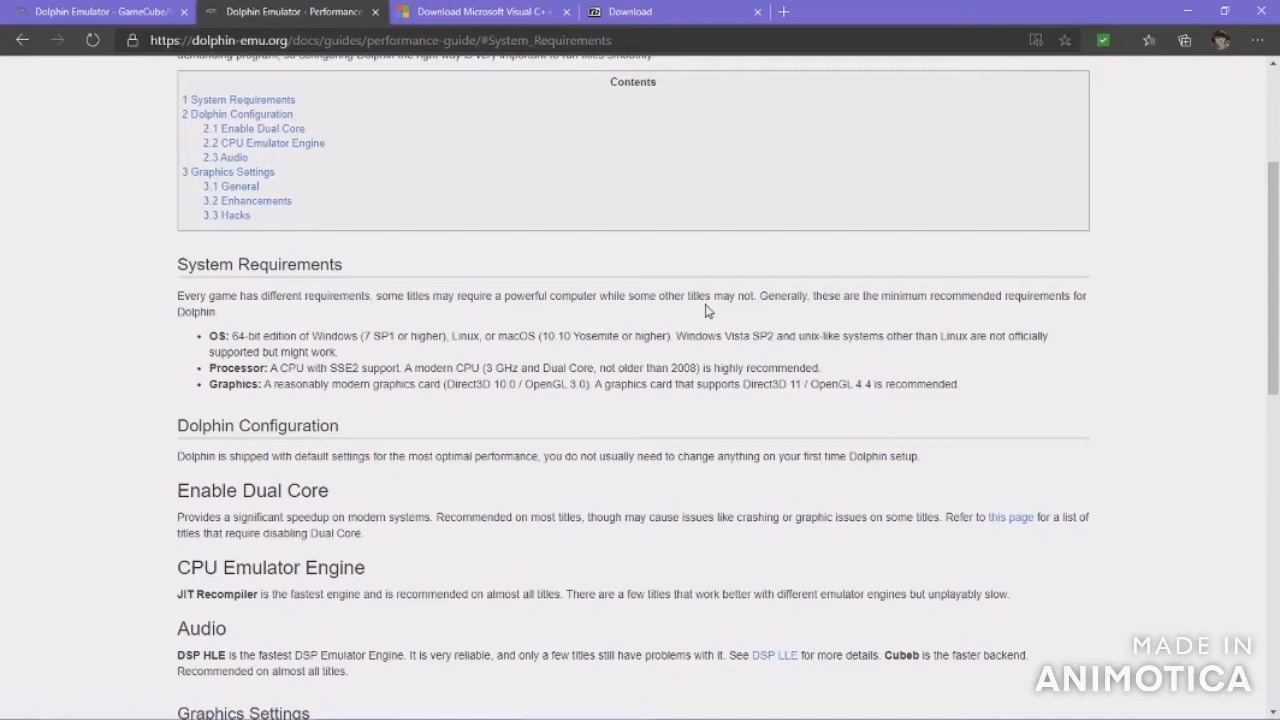 Dolphin Emulator - GameCube/
Dolphin Emulator - Performance
Download Microsoft Visual C++
Download
https://dolphin-emu.org/docs/guides/performance-guide/#System_Requirements
demanding program, so configuring Dolphin the right way is very important to run titles smoothly
Contents
1 System Requirements
2 Dolphin Configuration
2.1 Enable Dual Core
2.2 CPU Emulator Engine
2.3 Audio
3 Graphics Settings
3.1 General
3.2 Enhancements
3.3 Hacks
System Requirements
Every game has different requirements, some titles may require a powerful computer while some other titles may not. Generally, these are the minimum recommended requirements for
Dolphin.
• OS: 64-bit edition of Windows (7 SP1 or higher), Linux, or macOS (10.10 Yosemite or higher). Windows Vista SP2 and unix-like systems other than Linux are not officially
supported but might work.
• Processor: A CPU with SSE2 support. A modern CPU (3 GHz and Dual Core, not older than 2008) is highly recommended.
• Graphics: A reasonably modern graphics card (Direct3D 10.0 / OpenGL 3.0). A graphics card that supports Direct3D 11 / OpenGL 4.4 is recommended.
Dolphin Configuration
Dolphin is shipped with default settings for the most optimal performance, you do not usually need to change anything on your first time Dolphin setup.
Enable Dual Core
Provides a significant speedup on modern systems. Recommended on most titles, though may cause issues like crashing or graphic issues on some titles. Refer to this page for a list of
titles that require disabling Dual Core.
CPU Emulator Engine
JIT Recompiler is the fastest engine and is recommended on almost all titles. There are a few titles that work better with different emulator engines but unplayably slow.
Audio
DSP HLE is the fastest DSP Emulator Engine. It is very reliable, and only a few titles still have problems with it. See DSP LLE for more details. Cubeb is the faster backend.
Recommended on almost all titles.
Graphics Settings
MADE IN
ANIMOTICA